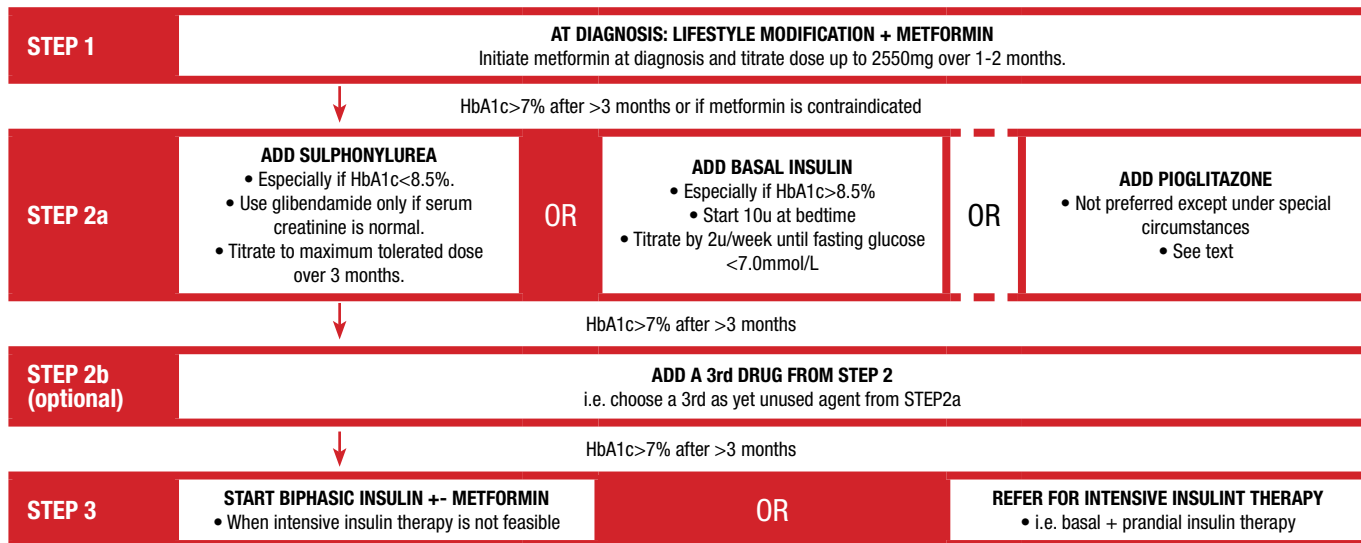 STEP 1
AT DIAGNOSIS: LIFESTYLE MODIFICATION + METFORMIN
Initiate metformin at diagnosis and titrate dose up to 2550mg over 1-2 months.
HbA1c>7% after >3 months or if metformin is contraindicated
STEP 2a
ADD SULPHONYLUREA
• Especially if HbA1c<8.5%.
• Use glibendamide only if serum
creatinine is normal.
• Titrate to maximum tolerated dose
over 3 months.
OR
ADD BASAL INSULIN
• Especially if HbA1c>8.5%
• Start 10u at bedtime
• Titrate by 2u/week until fasting glucose
<7.0mmol/L
OR
ADD PIOGLITAZONE
• Not preferred except under special
circumstances
• See text
HbA1c>7% after >3 months
STEP 2b
(optional)
ADD A 3rd DRUG FROM STEP 2
i.e. choose a 3rd as yet unused agent from STEP2a
HbA1c>7% after >3 months
STEP 3
START BIPHASIC INSULIN +- METFORMIN
• When intensive insulin therapy is not feasible
OR
REFER FOR INTENSIVE INSULINT THERAPY
• i.e. basal + prandial insulin therapy